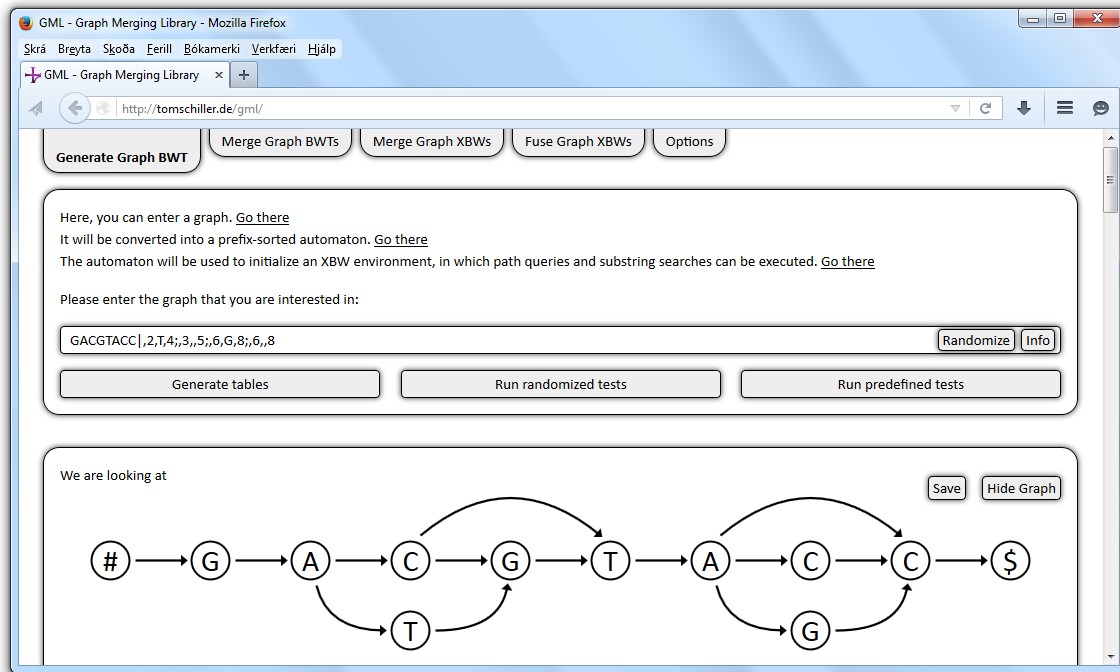 GML - Graph Merging Library - Mozilla Firefox
Skrá Breyta Skoða Ferill Bókamerki Verkfæri Hjálp
GML - Graph Merging Library × +
http://tomschiller.de/gml/
Generate Graph BWT Merge Graph BWTs Merge Graph XBWs Fuse Graph XBWs Options
Here, you can enter a graph. Go there
It will be converted into a prefix-sorted automaton. Go there
The automaton will be used to initialize an XBW environment, in which path queries and substring searches can be executed. Go there
Please enter the graph that you are interested in:
GACGTACC|,2,T,4;,3,,5;,6,G,8;,6,,8 Randomize Info
Generate tables Run randomized tests Run predefined tests
We are looking at
Save Hide Graph
# G A C G T A C C $
T G